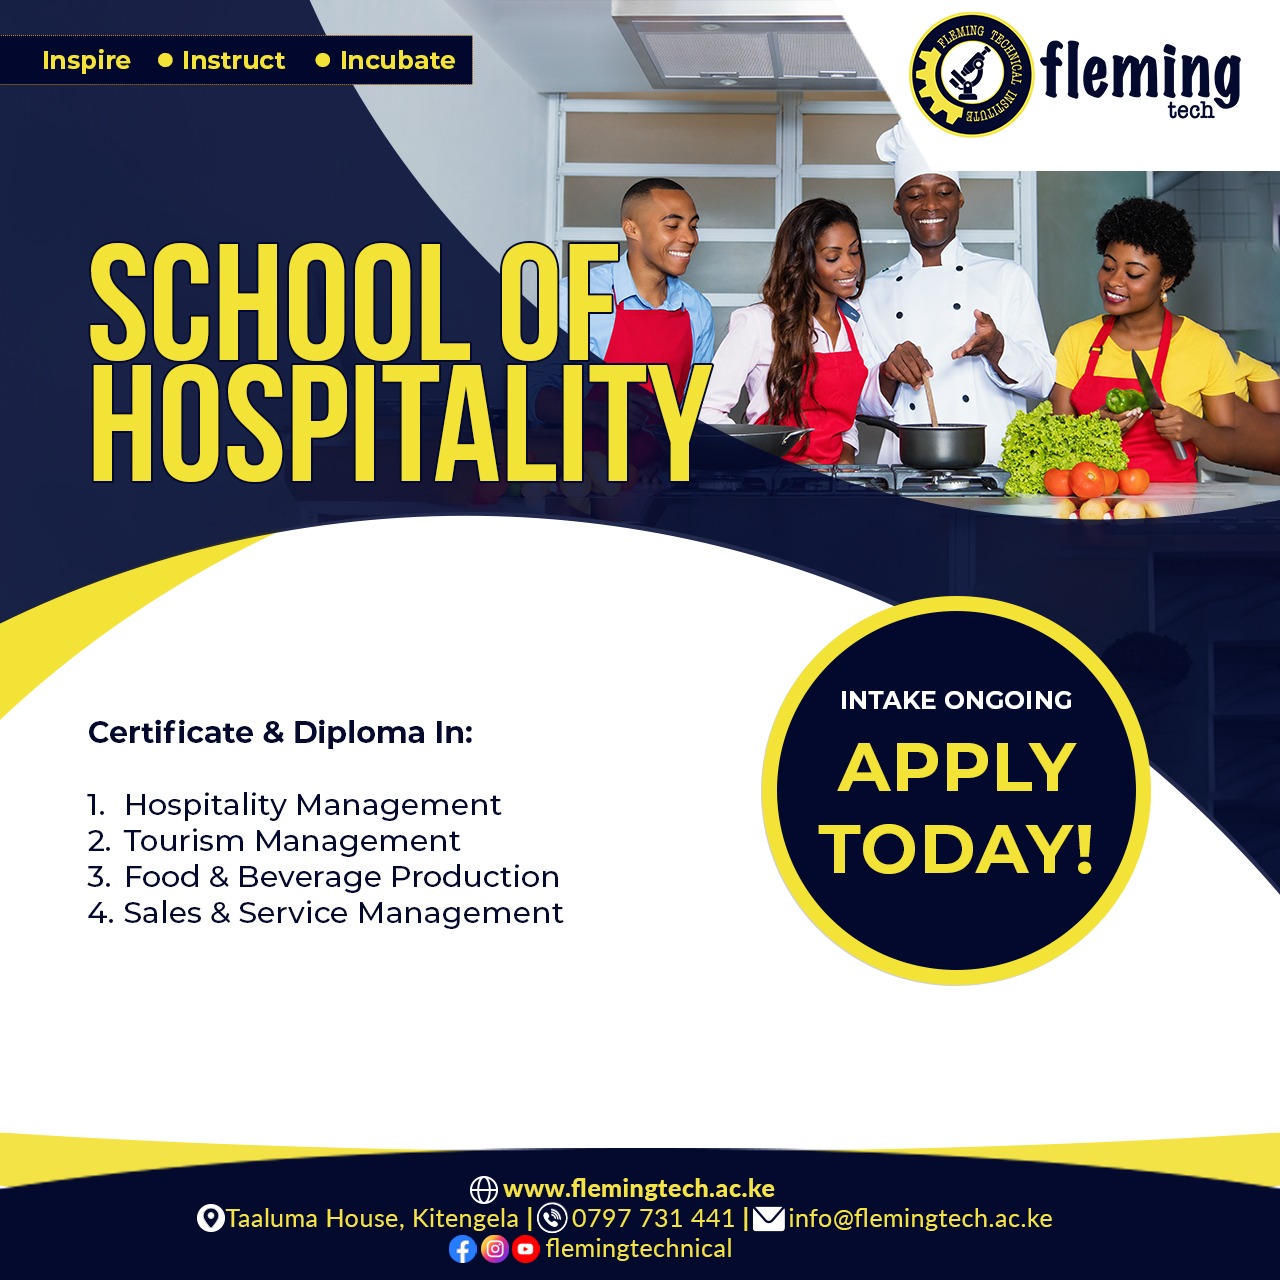 Inspire • Instruct • Incubate
FLEMING TECHNICAL INSTITUTE
fleming
tech
SCHOOL OF
HOSPITALITY
Certificate & Diploma In:
1. Hospitality Management
2. Tourism Management
3. Food & Beverage Production
4. Sales & Service Management
INTAKE ONGOING
APPLY
TODAY!
www.flemingtech.ac.ke
Taaluma House, Kitengela | 0797 731 441 | info@flemingtech.ac.ke
flemingtechnical